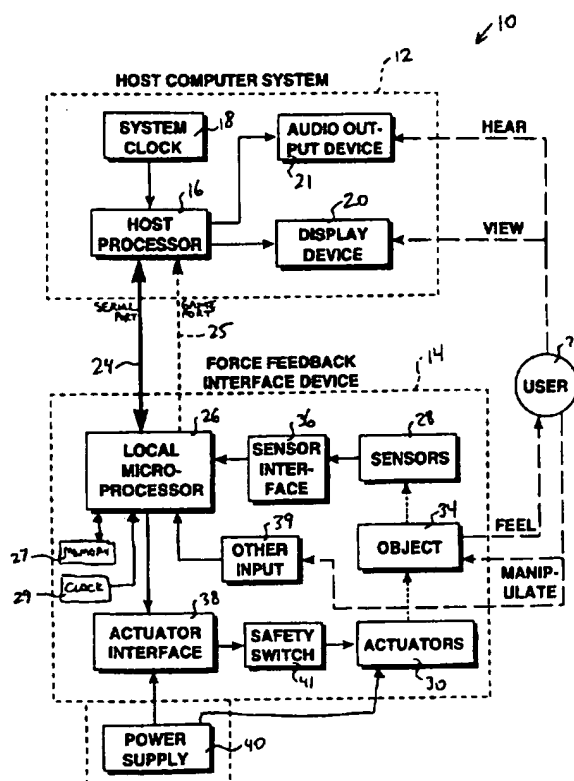 10
HOST COMPUTER SYSTEM
12
SYSTEM
CLOCK
18
AUDIO OUT-
PUT DEVICE
21
HEAR
16
HOST
PROCESSOR
20
DISPLAY
DEVICE
VIEW
SERIAL
PORT
GAME
PORT
25
24
FORCE FEEDBACK
INTERFACE DEVICE
14
USER
26
LOCAL
MICRO-
PROCESSOR
36
SENSOR
INTER-
FACE
28
SENSORS
34
OBJECT
FEEL
MANIP-
ULATE
39
OTHER
INPUT
27
MEMORY
29
CLOCK
38
ACTUATOR
INTERFACE
SAFETY
SWITCH
41
ACTUATORS
30
POWER
SUPPLY
40